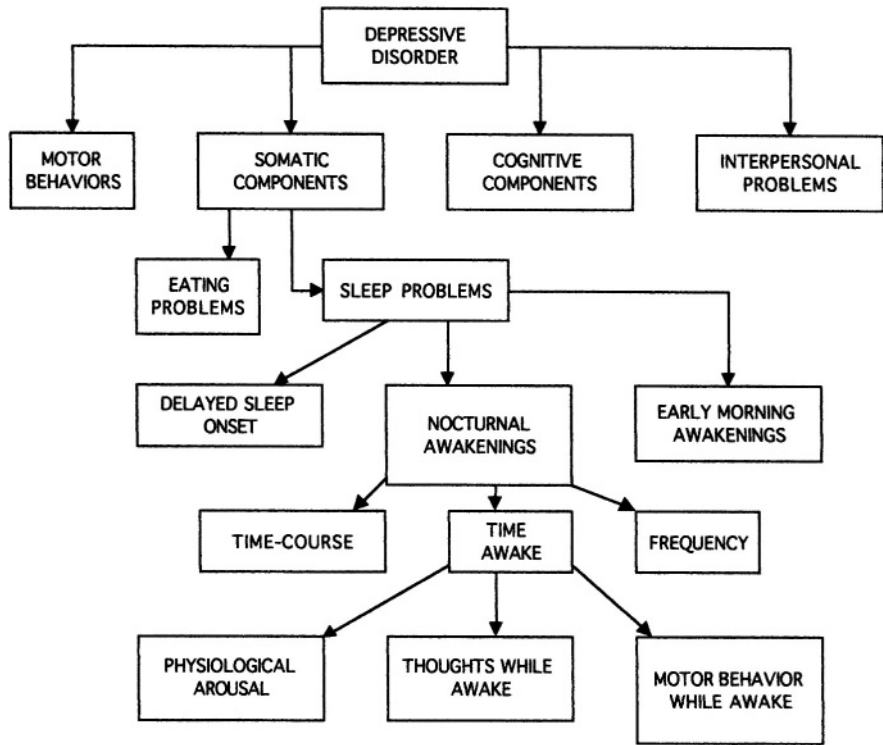 DEPRESSIVE
DISORDER
MOTOR
BEHAVIORS
SOMATIC
COMPONENTS
COGNITIVE
COMPONENTS
INTERPERSONAL
PROBLEMS
EATING
PROBLEMS
SLEEP PROBLEMS
DELAYED SLEEP
ONSET
NOCTURNAL
AWAKENINGS
EARLY MORNING
AWAKENINGS
TIME-COURSE
TIME
AWAKE
FREQUENCY
PHYSIOLOGICAL
AROUSAL
THOUGHTS WHILE
AWAKE
MOTOR BEHAVIOR
WHILE AWAKE